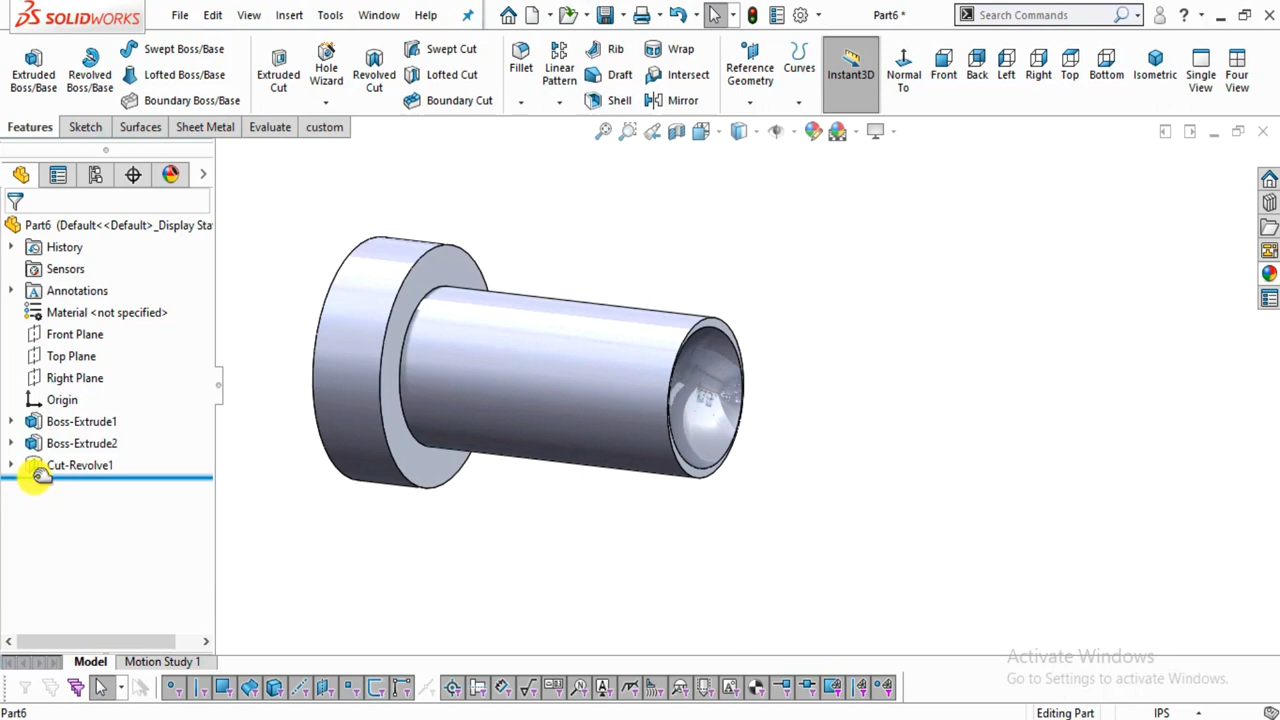 SOLIDWORKS File Edit View Insert Tools Window Help Part6 * Search Commands ?
Extruded Boss/Base
Revolved Boss/Base
Swept Boss/Base
Lofted Boss/Base
Boundary Boss/Base
Extruded Cut
Hole Wizard
Revolved Cut
Swept Cut
Lofted Cut
Boundary Cut
Fillet
Linear Pattern
Rib
Draft
Shell
Wrap
Intersect
Mirror
Reference Geometry
Curves
Instant3D
Normal To
Front
Back
Left
Right
Top
Bottom
Isometric
Single View
Four View
Features Sketch Surfaces Sheet Metal Evaluate custom
Part6 (Default<<Default>_Display Sta
History
Sensors
Annotations
Material <not specified>
Front Plane
Top Plane
Right Plane
Origin
Boss-Extrude1
Boss-Extrude2
Cut-Revolve1
Model Motion Study 1
Activate Windows
Go to Settings to activate Windows.
Part6 Editing Part IPS